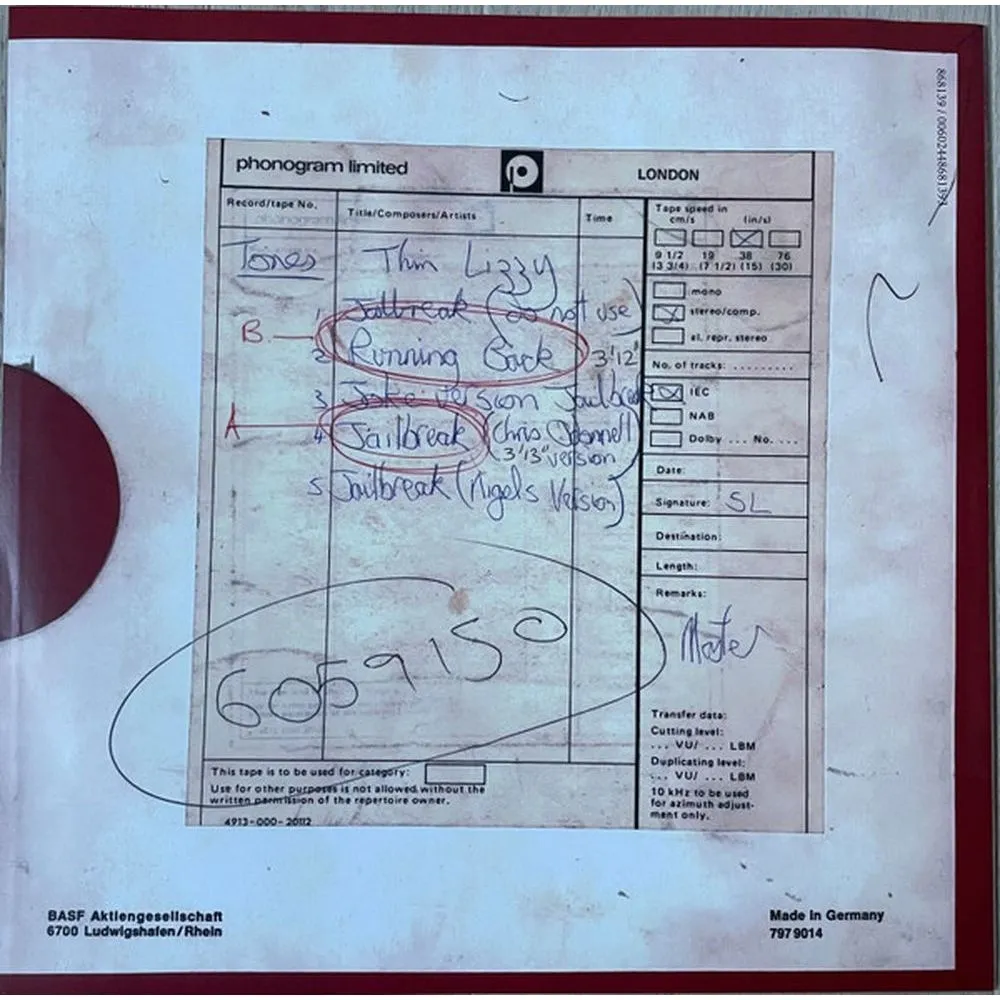 868139 / 00602448681393
phonogram limited
LONDON
Record/tape No.
Title/Composers/Artists
Time
Tones
Thin Lizzy
1 Jailbreak (Do not use)
B.
2 Running Back
3'12"
3 Joke version Jailbreak
A
4 Jailbreak (Chris Odonnell)
3'13" version
5 Jailbreak (Nigels Version)
6059150
Tape speed in
cm/s (in/s)
9 1/2 19 38 76
(3 3/4) (7 1/2) (15) (30)
mono
stereo/comp.
el. repr. stereo
No. of tracks: .........
IEC
NAB
Dolby ... No. ....
Date:
Signature: SL
Destination:
Length:
Remarks:
Master
Transfer data:
Cutting level:
... VU/ ... LBM
Duplicating level:
... VU/ ... LBM
10 kHz to be used
for azimuth adjust-
ment only.
This tape is to be used for category:
Use for other purposes is not allowed without the
written permission of the repertoire owner.
4913-000-20112
BASF Aktiengesellschaft
6700 Ludwigshafen/Rhein
Made in Germany
797 9014